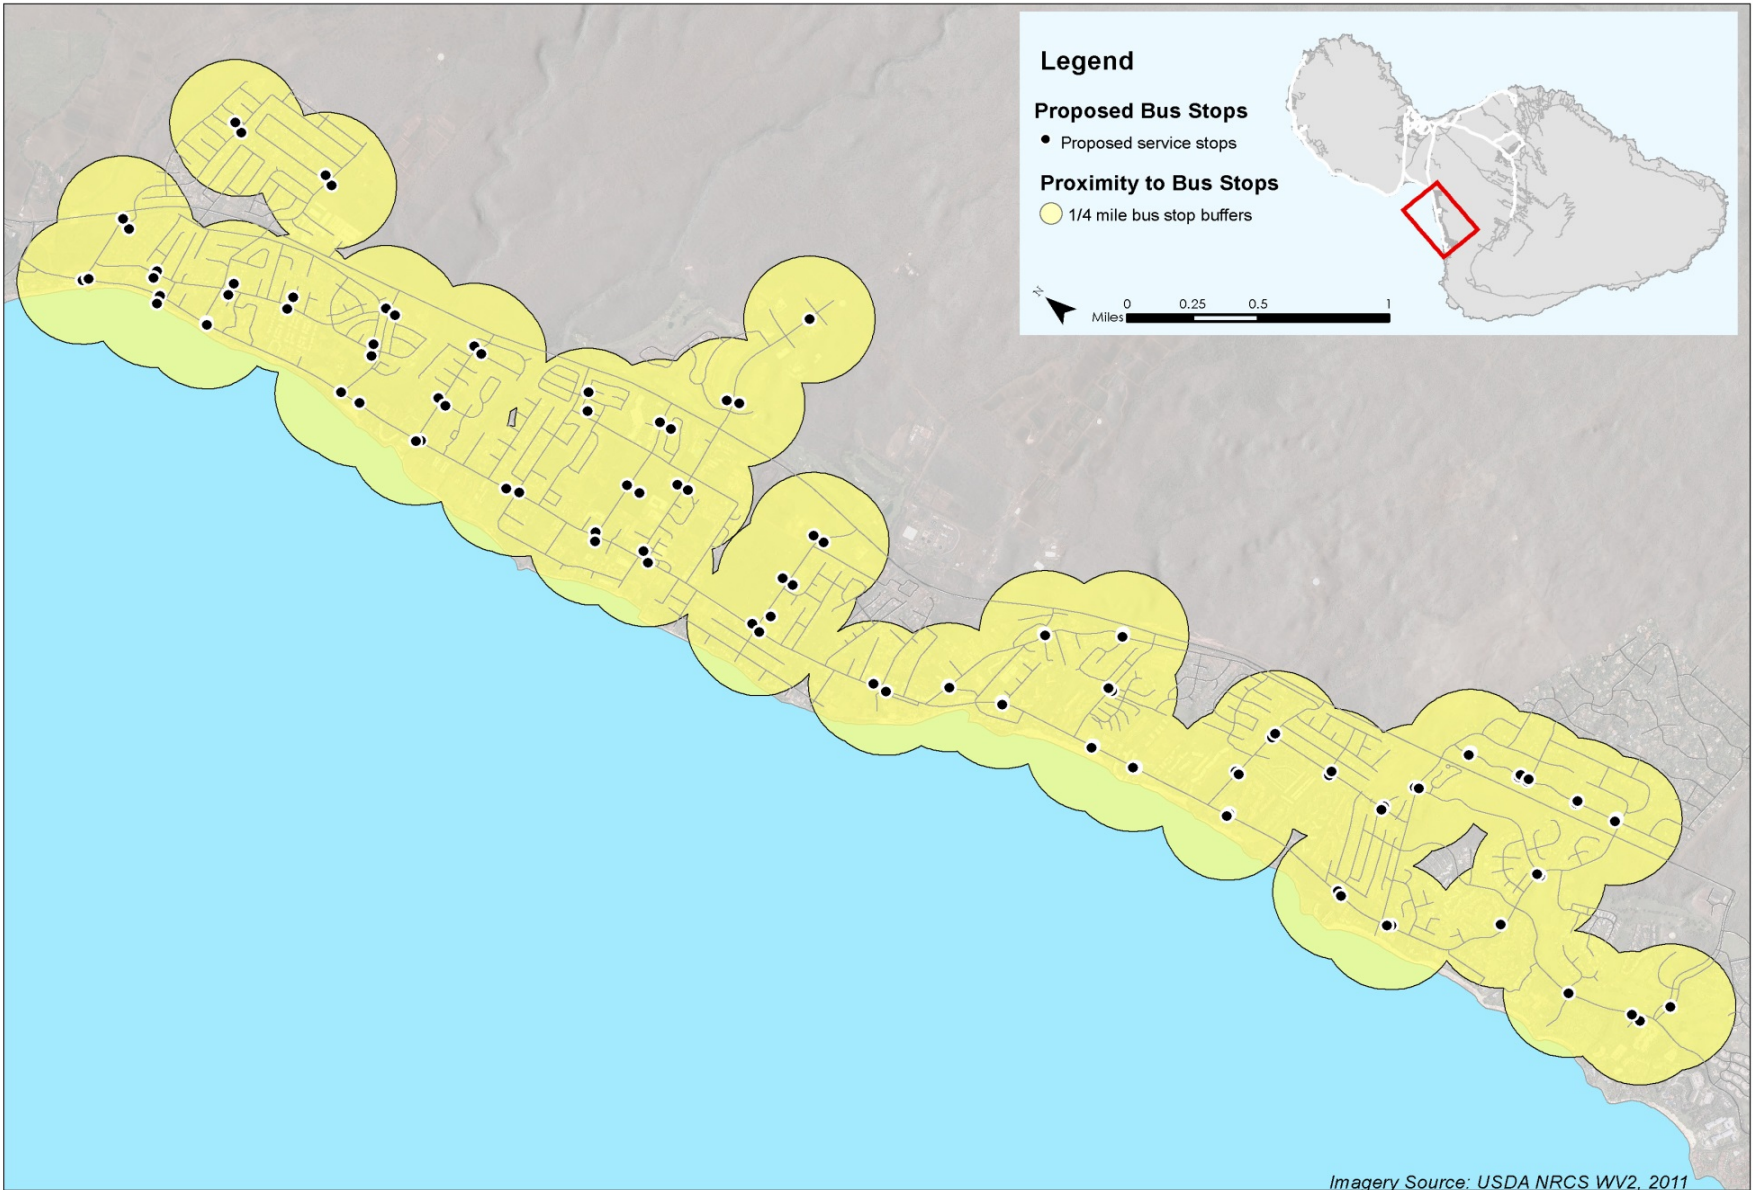 Legend
Proposed Bus Stops
Proposed service stops
Proximity to Bus Stops
1/4 mile bus stop buffers
N
0 0.25 0.5 1
Miles
Imagery Source: USDA NRCS WV2, 2011